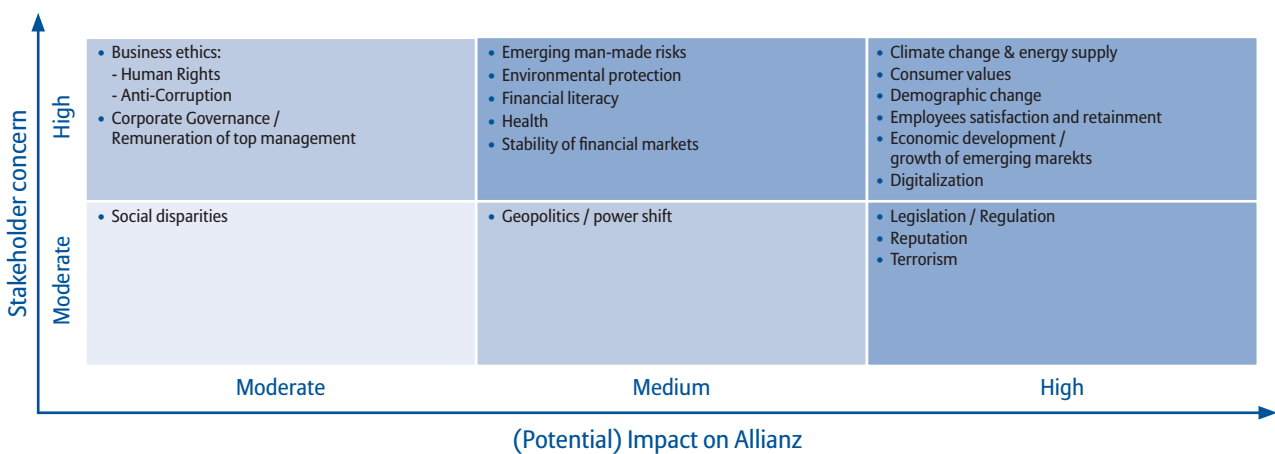 Stakeholder concern
High
• Business ethics:
- Human Rights
- Anti-Corruption
• Corporate Governance /
Remuneration of top management
• Emerging man-made risks
• Environmental protection
• Financial literacy
• Health
• Stability of financial markets
• Climate change & energy supply
• Consumer values
• Demographic change
• Employees satisfaction and retainment
• Economic development /
growth of emerging marekts
• Digitalization
Moderate
• Social disparities
• Geopolitics / power shift
• Legislation / Regulation
• Reputation
• Terrorism
Moderate
Medium
High
(Potential) Impact on Allianz